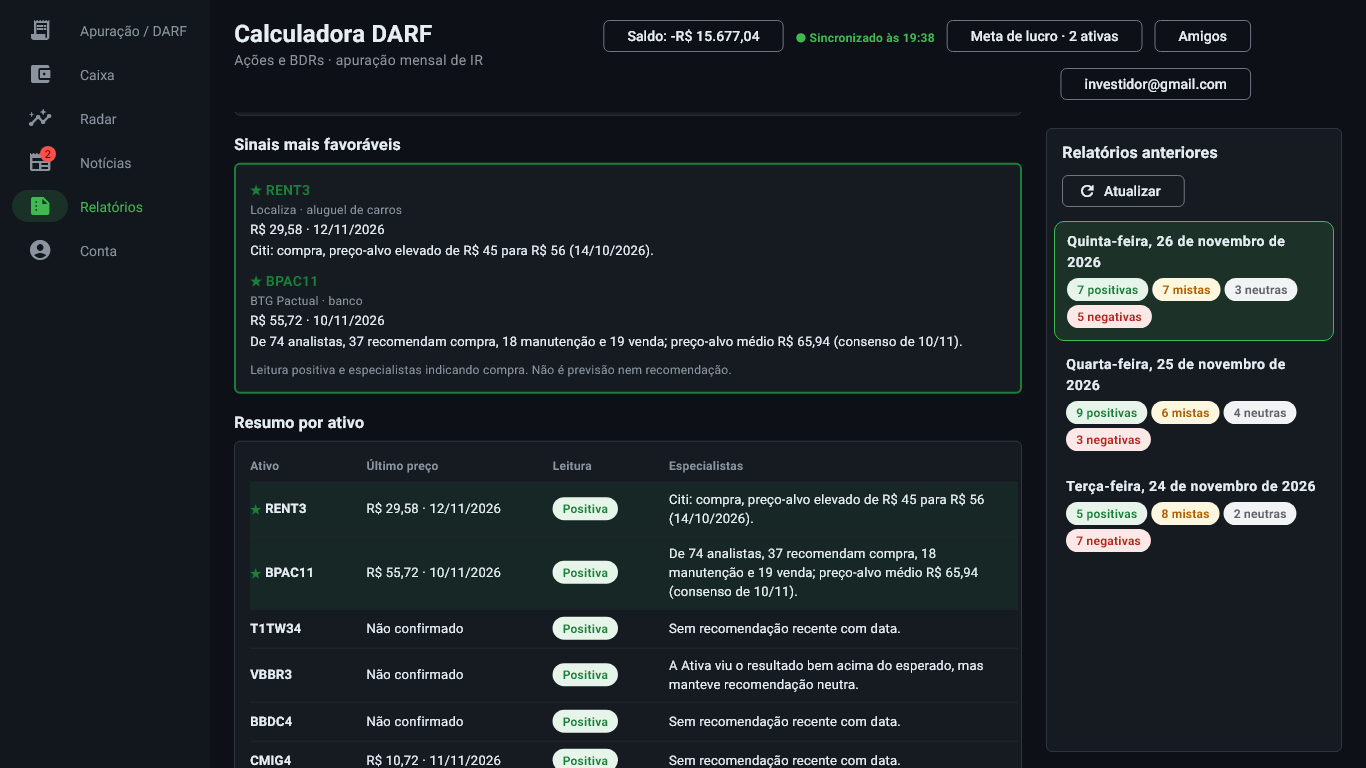 Apuração / DARF
Caixa
Radar
2
Notícias
Relatórios
Conta
Calculadora DARF
Ações e BDRs · apuração mensal de IR
Saldo: -R$ 15.677,04
Sincronizado às 19:38
Meta de lucro · 2 ativas
Amigos
investidor@gmail.com
Sinais mais favoráveis
★ RENT3
Localiza · aluguel de carros
R$ 29,58 · 12/11/2026
Citi: compra, preço-alvo elevado de R$ 45 para R$ 56 (14/10/2026).
★ BPAC11
BTG Pactual · banco
R$ 55,72 · 10/11/2026
De 74 analistas, 37 recomendam compra, 18 manutenção e 19 venda; preço-alvo médio R$ 65,94 (consenso de 10/11).
Leitura positiva e especialistas indicando compra. Não é previsão nem recomendação.
Resumo por ativo
Ativo Último preço Leitura Especialistas
★ RENT3 R$ 29,58 · 12/11/2026 Positiva Citi: compra, preço-alvo elevado de R$ 45 para R$ 56
(14/10/2026).
★ BPAC11 R$ 55,72 · 10/11/2026 Positiva De 74 analistas, 37 recomendam compra, 18
manutenção e 19 venda; preço-alvo médio R$ 65,94
(consenso de 10/11).
T1TW34 Não confirmado Positiva Sem recomendação recente com data.
VBBR3 Não confirmado Positiva A Ativa viu o resultado bem acima do esperado, mas
manteve recomendação neutra.
BBDC4 Não confirmado Positiva Sem recomendação recente com data.
CMIG4 R$ 10,72 · 11/11/2026 Positiva Sem recomendação recente com data.
Relatórios anteriores
Atualizar
Quinta-feira, 26 de novembro de
2026
7 positivas 7 mistas 3 neutras
5 negativas
Quarta-feira, 25 de novembro de
2026
9 positivas 6 mistas 4 neutras
3 negativas
Terça-feira, 24 de novembro de 2026
5 positivas 8 mistas 2 neutras
7 negativas